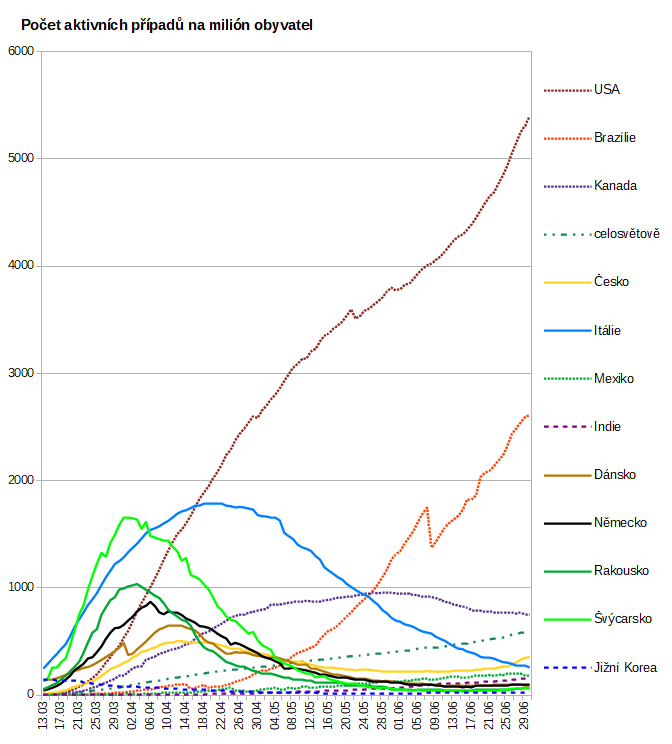 Počet aktivních případů na milión obyvatel
6000
5000
4000
3000
2000
1000
0
13.03
17.03
21.03
25.03
29.03
02.04
06.04
10.04
14.04
18.04
22.04
26.04
30.04
04.05
08.05
12.05
16.05
20.05
24.05
28.05
01.06
05.06
09.06
13.06
17.06
21.06
25.06
29.06
USA
Brazílie
Kanada
celosvětově
Česko
Itálie
Mexiko
Indie
Dánsko
Německo
Rakousko
Švýcarsko
Jižní Korea